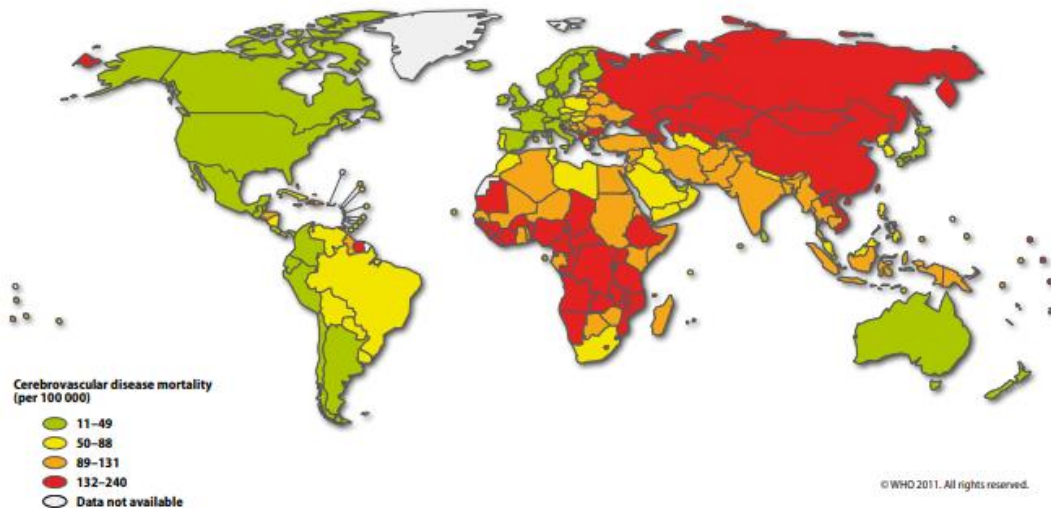 Cerebrovascular disease mortality
(per 100 000)
11–49
50–88
89–131
132–240
Data not available
© WHO 2011. All rights reserved.